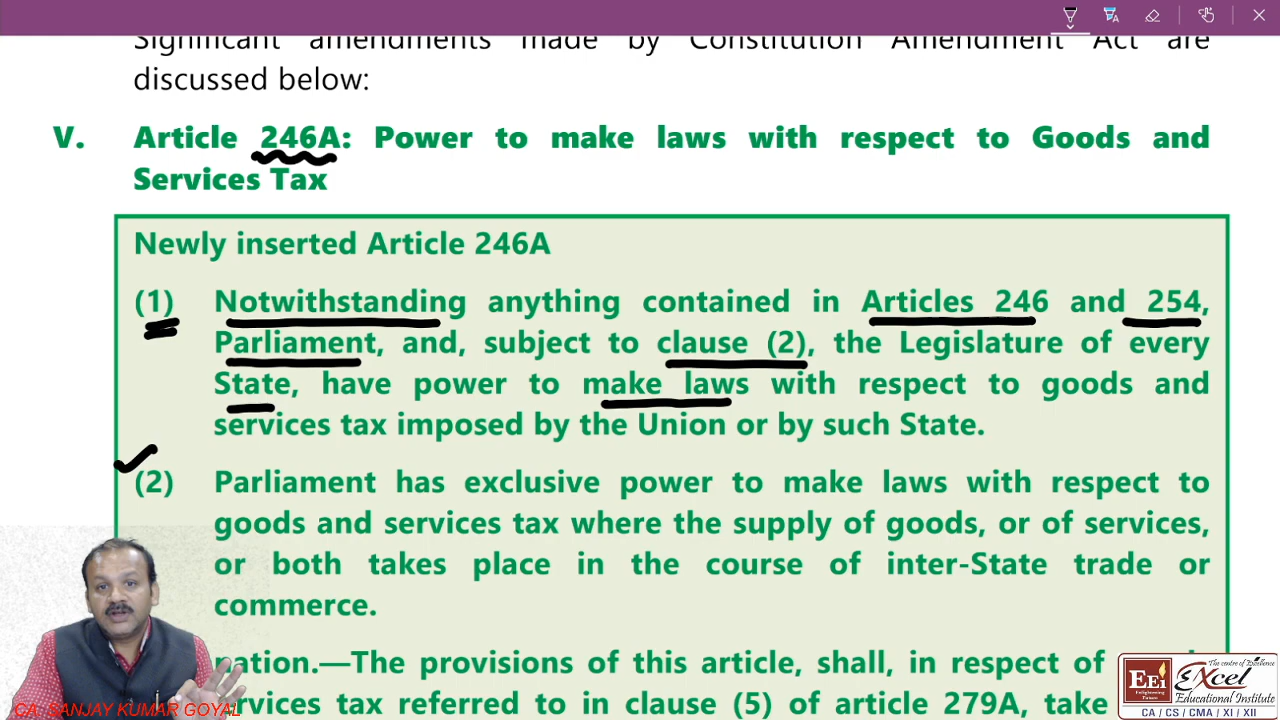 Significant amendments made by Constitution Amendment Act are
discussed below:
V. Article 246A: Power to make laws with respect to Goods and
Services Tax
Newly inserted Article 246A
(1) Notwithstanding anything contained in Articles 246 and 254,
Parliament, and, subject to clause (2), the Legislature of every
State, have power to make laws with respect to goods and
services tax imposed by the Union or by such State.
(2) Parliament has exclusive power to make laws with respect to
goods and services tax where the supply of goods, or of services,
or both takes place in the course of inter-State trade or
commerce.
nation.—The provisions of this article, shall, in respect of
rvices tax referred to in clause (5) of article 279A, take
CA. SANJAY KUMAR GOYAL
EEi
Enlightening
Future
The centre of Excellence
EXcel
Educational Institute
CA / CS / CMA / XI / XII